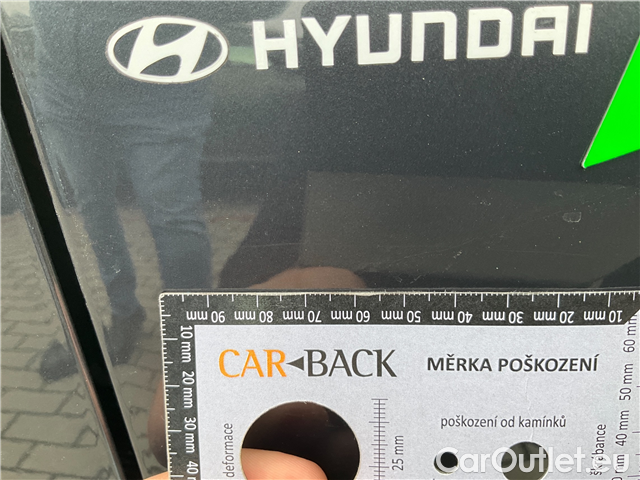 HYUNDAI
90 mm 80 mm 70 mm 60 mm 50 mm 40 mm 30 mm 20 mm 10 mm
CAR BACK
MĚRKA POŠKOZENÍ
10 mm
20 mm
30 mm
40
deformace
25 mm
poškození od kamínků
60 mm
50 mm
40 mm
30 mm
CarOutlet.eu